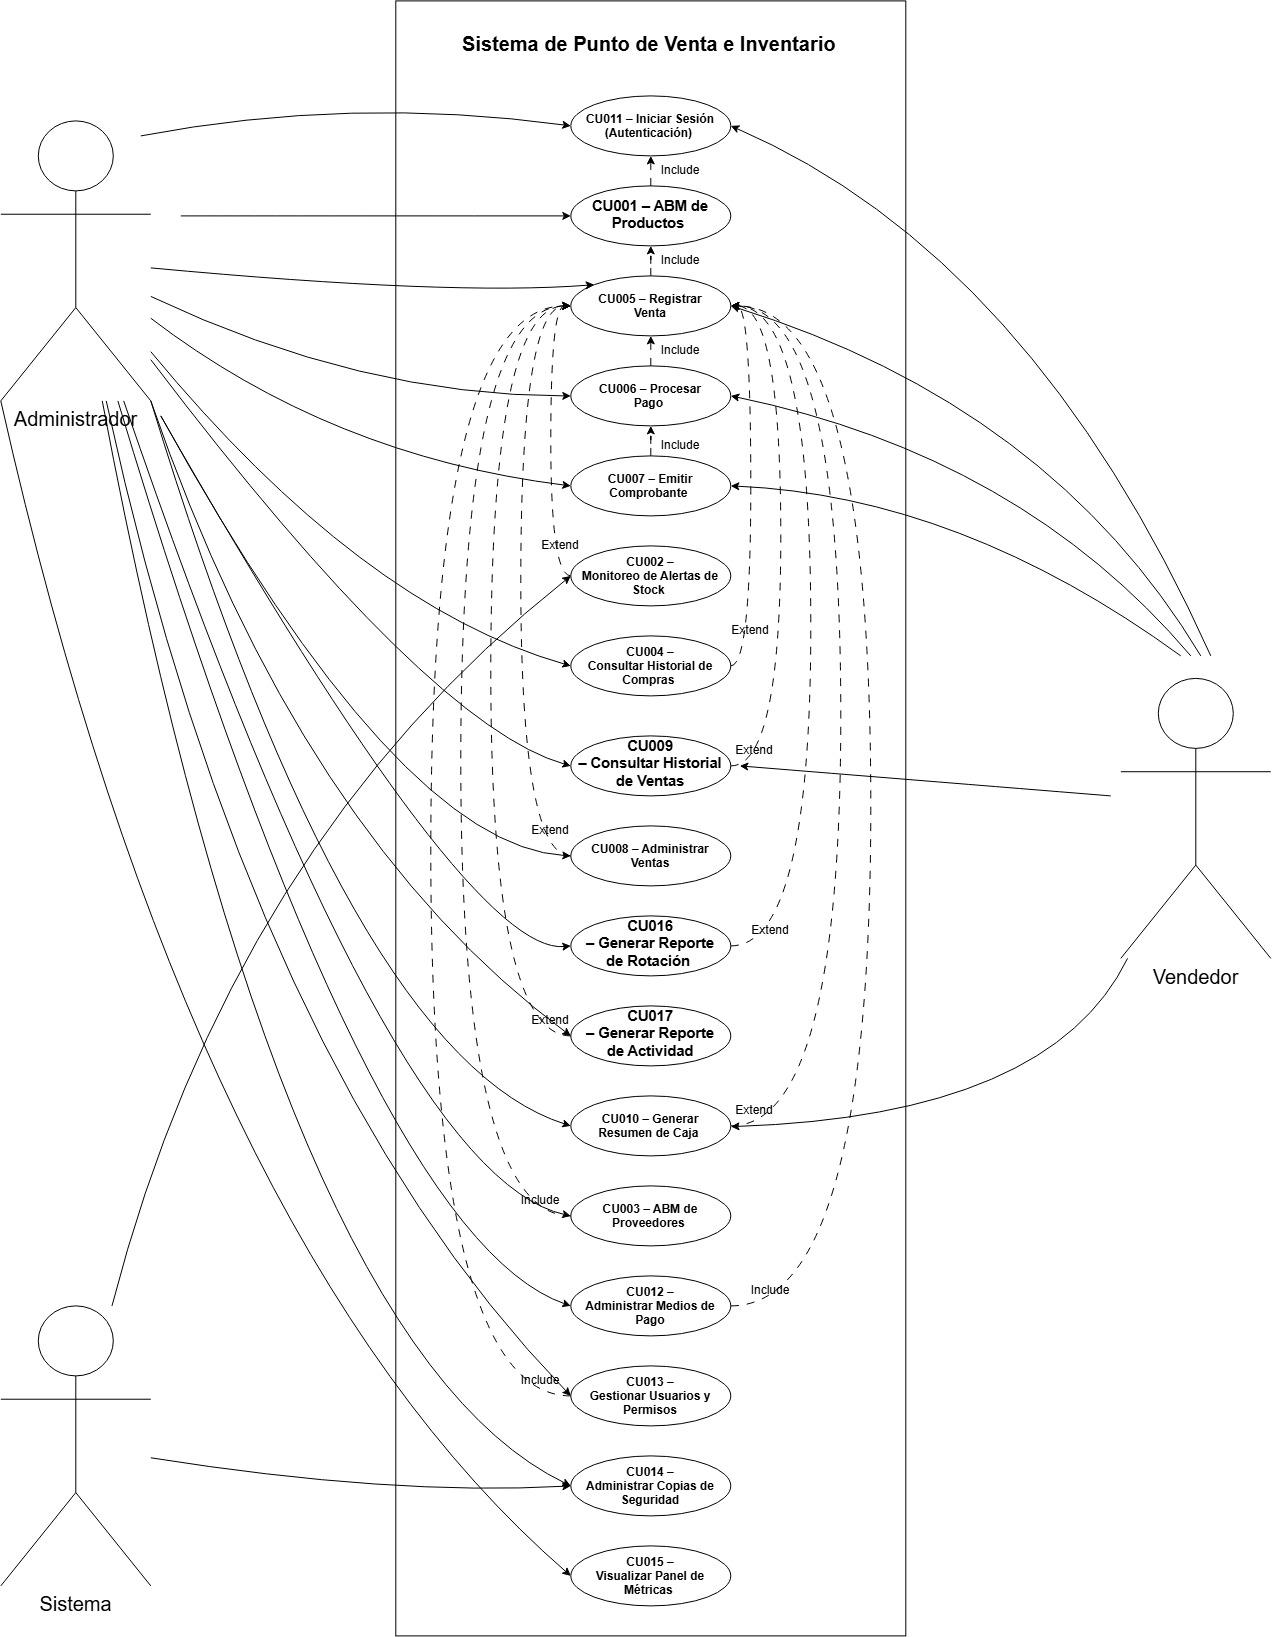 Sistema de Punto de Venta e Inventario
CU011 – Iniciar Sesión
(Autenticación)
Include
CU001 – ABM de
Productos
Include
CU005 – Registrar
Venta
Include
CU006 – Procesar
Pago
Administrador
Include
CU007 – Emitir
Comprobante
Extend
CU002 –
Monitoreo de Alertas de
Stock
Extend
CU004 –
Consultar Historial de
Compras
Extend
CU009
– Consultar Historial
de Ventas
Extend
CU008 – Administrar
Ventas
Extend
CU016
– Generar Reporte
de Rotación
Vendedor
Extend
CU017
– Generar Reporte
de Actividad
Extend
CU010 – Generar
Resumen de Caja
Include
CU003 – ABM de
Proveedores
Include
CU012 –
Administrar Medios de
Pago
Include
CU013 –
Gestionar Usuarios y
Permisos
CU014 –
Administrar Copias de
Seguridad
CU015 –
Visualizar Panel de
Métricas
Sistema